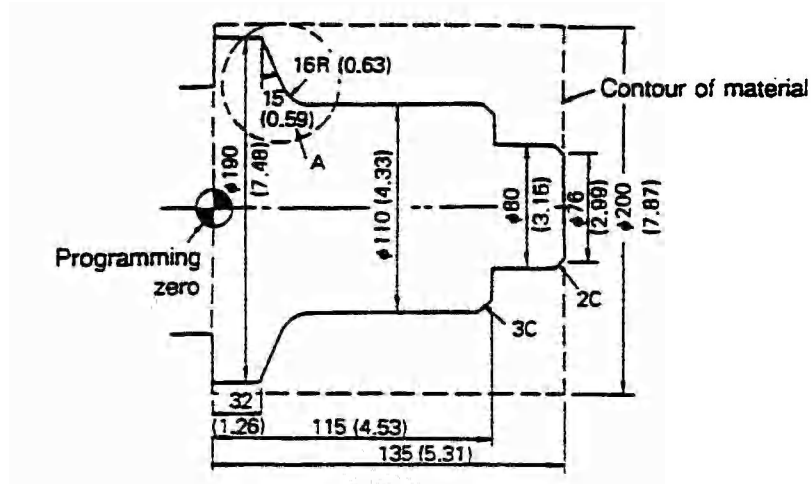 16R (0.63)
Contour of material
15
(0.59)
A
φ190
(7.48)
φ110 (4.33)
φ80
(3.15)
φ76
(2.99)
φ200
(7.87)
Programming
zero
2C
3C
32
(1.26)
115 (4.53)
135 (5.31)